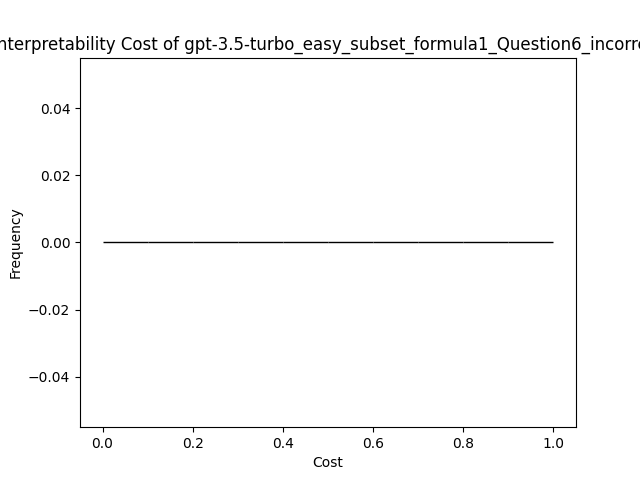 nterpretability Cost of gpt-3.5-turbo_easy_subset_formula1_Question6_incorre
0.04
0.02
0.00
−0.02
−0.04
Frequency
0.0 0.2 0.4 0.6 0.8 1.0
Cost